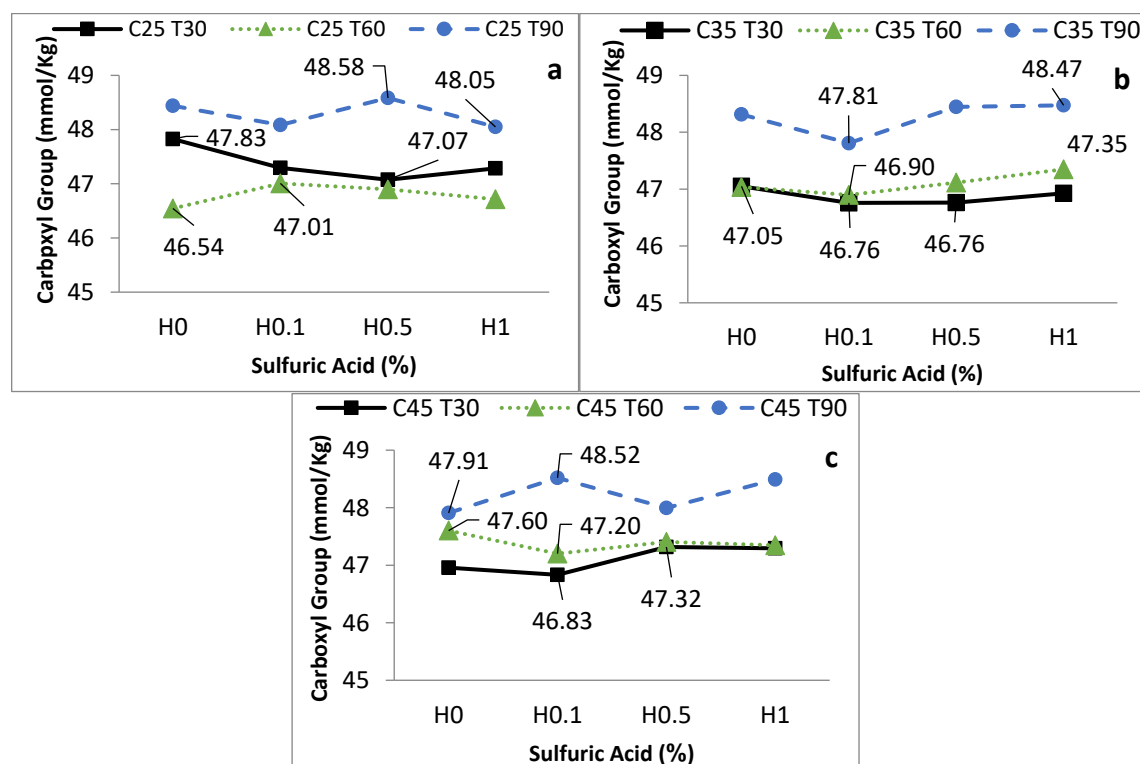 C25 T30 C25 T60 C25 T90
a
Carbpxyl Group (mmol/Kg)
49
48
47
46
45
48.58
48.05
47.83
47.07
47.01
46.54
H0 H0.1 H0.5 H1
Sulfuric Acid (%)
C35 T30 C35 T60 C35 T90
b
Carboxyl Group (mmol/Kg)
49
48
47
46
45
48.47
47.81
47.35
46.90
47.05
46.76
46.76
H0 H0.1 H0.5 H1
Sulfuric Acid (%)
C45 T30 C45 T60 C45 T90
c
Carboxyl Group (mmol/Kg)
49
48
47
46
45
47.91
48.52
47.60
47.20
46.83
47.32
H0 H0.1 H0.5 H1
Sulfuric Acid (%)